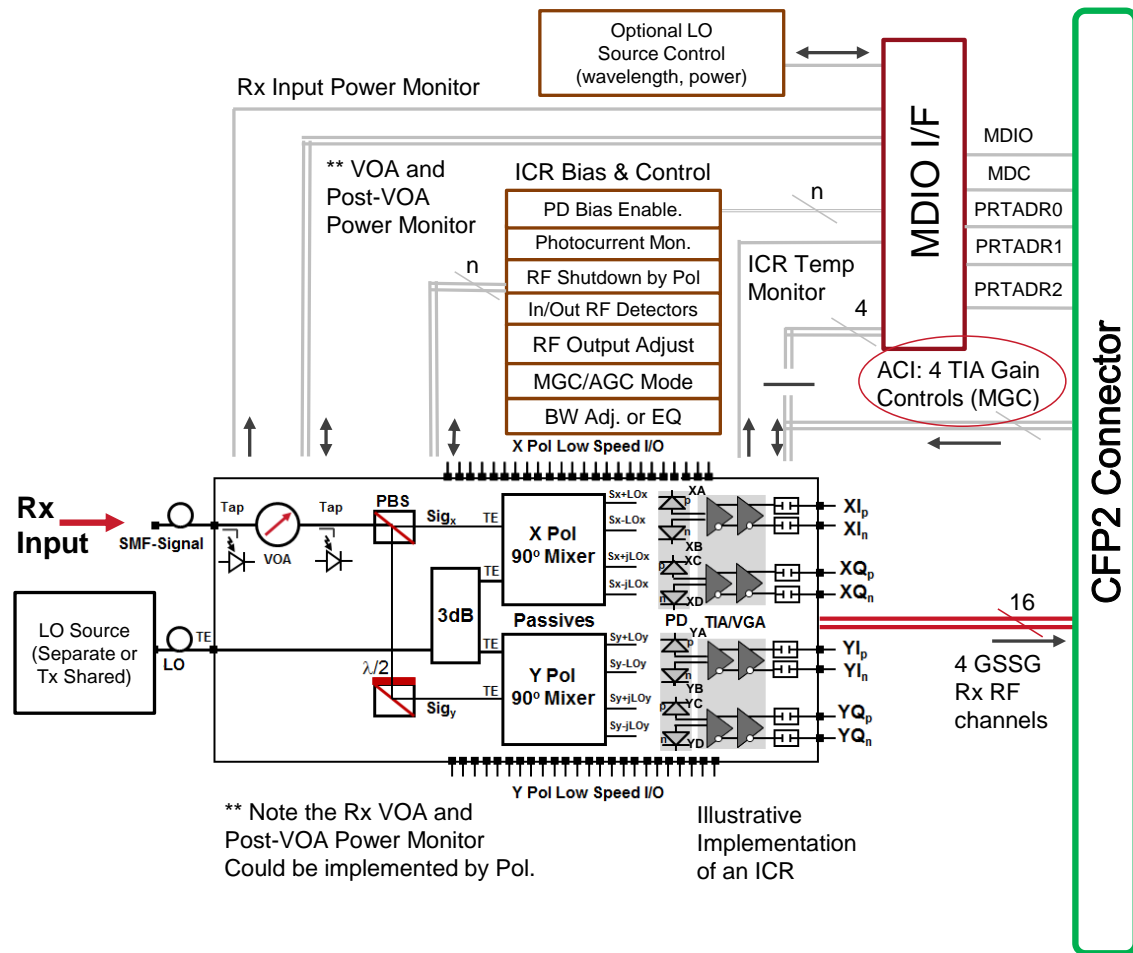 Optional LO
Source Control
(wavelength, power)
Rx Input Power Monitor
MDIO I/F
MDIO
MDC
PRTADR0
PRTADR1
PRTADR2
CFP2 Connector
** VOA and
Post-VOA
Power Monitor
ICR Bias & Control
PD Bias Enable.
Photocurrent Mon.
RF Shutdown by Pol
In/Out RF Detectors
RF Output Adjust
MGC/AGC Mode
BW Adj. or EQ
n
n
ICR Temp
Monitor
4
ACI: 4 TIA Gain
Controls (MGC)
X Pol Low Speed I/O
Rx
Input
SMF-Signal
Tap
VOA
Tap
PBS
Sigx
TE
X Pol
90º Mixer
Sx+LOx
Sx-LOx
Sx+jLOx
Sx-jLOx
p
XA
n
XB
p
XC
n
XD
XIp
XIn
XQp
XQn
LO Source
(Separate or
Tx Shared)
TE
LO
3dB
TE
TE
Passives
PD
TIA/VGA
λ/2
Sigy
TE
Y Pol
90º Mixer
Sy+LOy
Sy-LOy
Sy+jLOy
Sy-jLOy
YA
p
n
YB
YC
p
n
YD
YIp
YIn
YQp
YQn
16
4 GSSG
Rx RF
channels
Y Pol Low Speed I/O
** Note the Rx VOA and
Post-VOA Power Monitor
Could be implemented by Pol.
Illustrative
Implementation
of an ICR